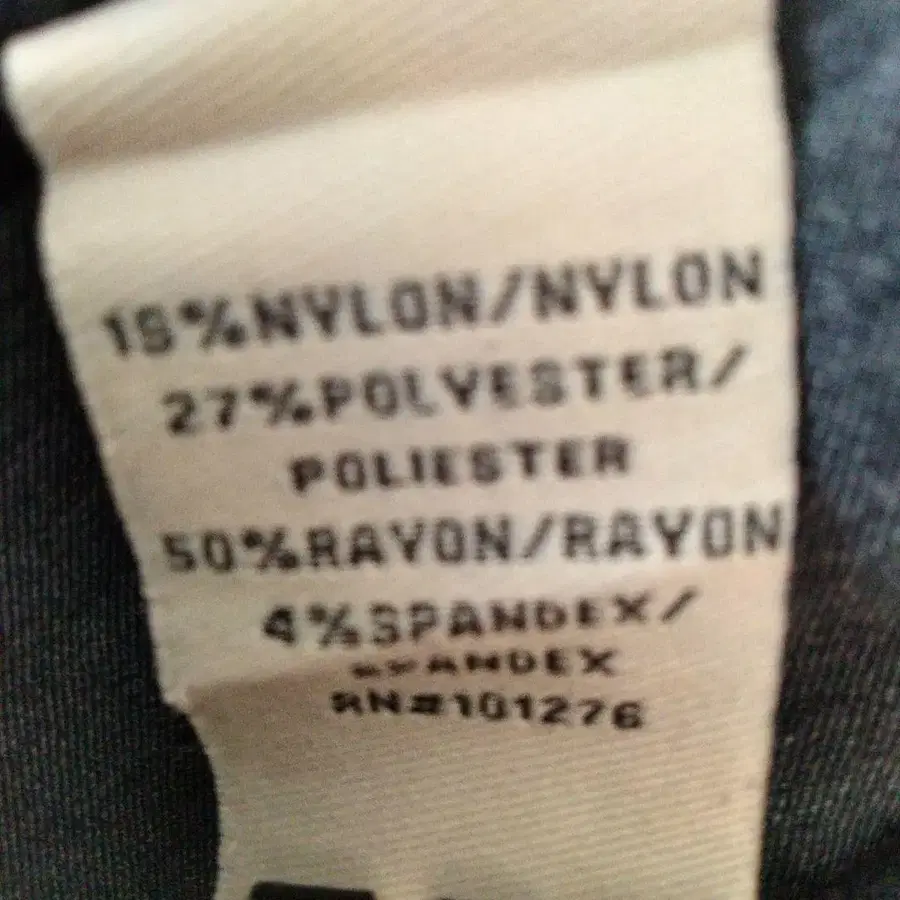 19%NYLON/NYLON
27%POLYESTER/
POLIESTER
50%RAYON/RAYON
4%SPANDEX/
SPANDEX
RN#101276